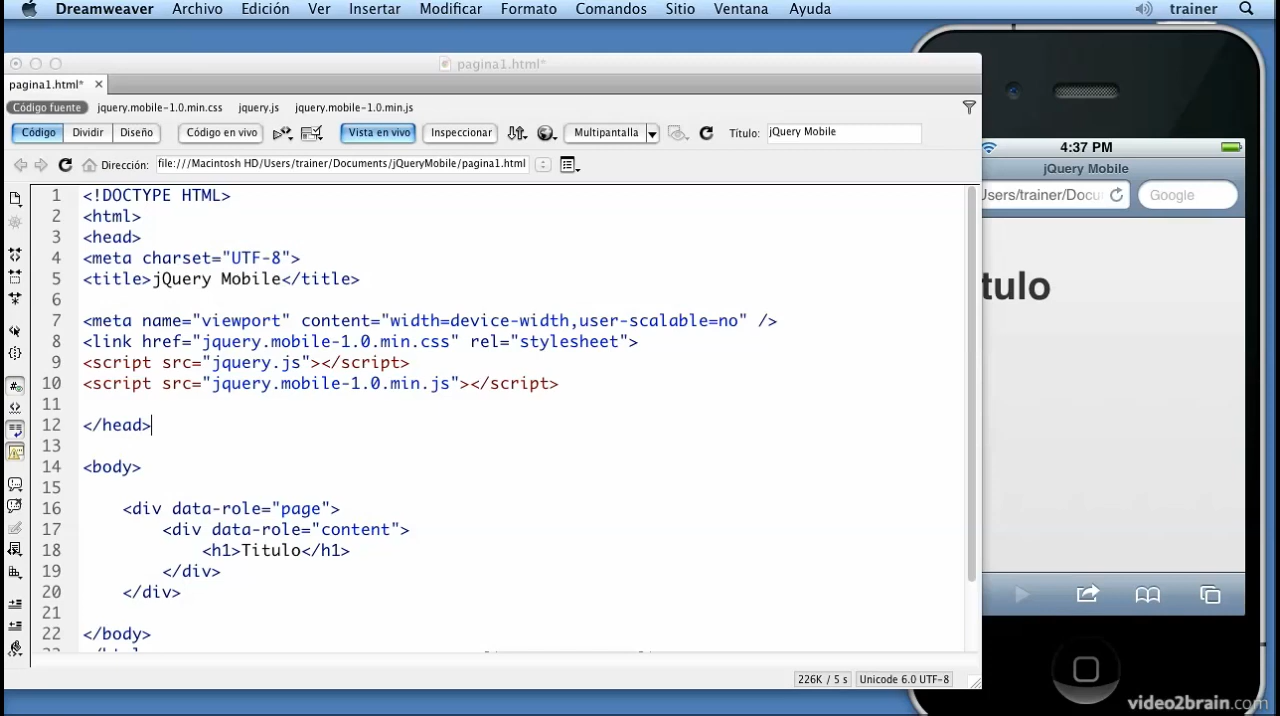 Dreamweaver Archivo Edición Ver Insertar Modificar Formato Comandos Sitio Ventana Ayuda trainer
pagina1.html*
pagina1.html*
Código fuente jquery.mobile-1.0.min.css jquery.js jquery.mobile-1.0.min.js
Código Dividir Diseño Código en vivo Vista en vivo Inspeccionar Multipantalla Título: jQuery Mobile
Dirección: file:///Macintosh HD/Users/trainer/Documents/jQueryMobile/pagina1.html
1 <!DOCTYPE HTML>
2 <html>
3 <head>
4 <meta charset="UTF-8">
5 <title>jQuery Mobile</title>
6
7 <meta name="viewport" content="width=device-width,user-scalable=no" />
8 <link href="jquery.mobile-1.0.min.css" rel="stylesheet">
9 <script src="jquery.js"></script>
10 <script src="jquery.mobile-1.0.min.js"></script>
11
12 </head>
13
14 <body>
15
16 <div data-role="page">
17 <div data-role="content">
18 <h1>Titulo</h1>
19 </div>
20 </div>
21
22 </body>
226K / 5 s Unicode 6.0 UTF-8
4:37 PM
jQuery Mobile
Users/trainer/Docu Google
tulo
video2brain.com